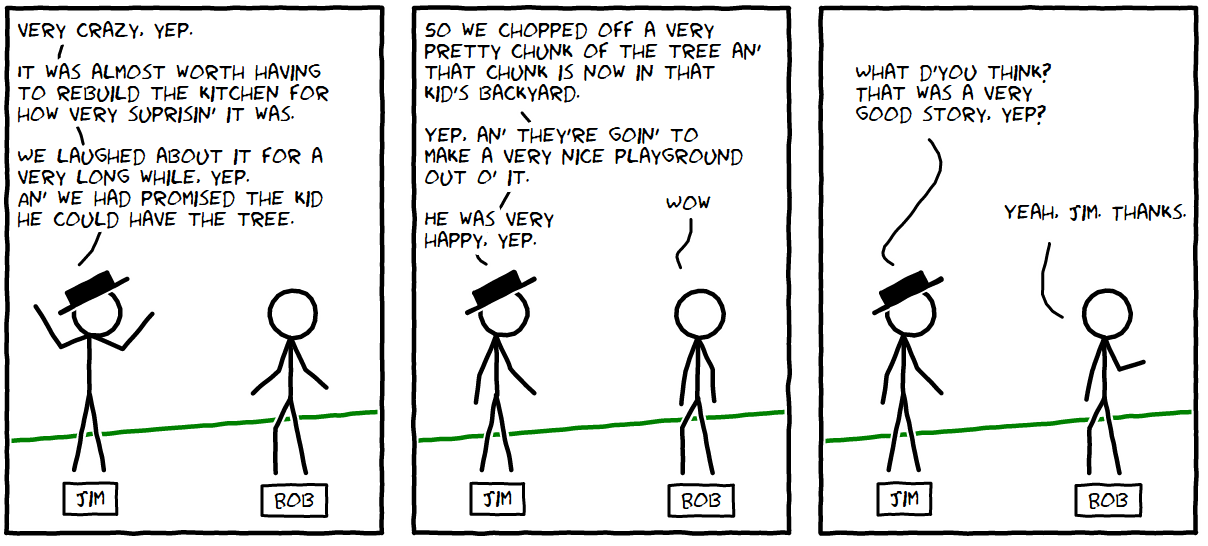 VERY CRAZY, YEP.
IT WAS ALMOST WORTH HAVING
TO REBUILD THE KITCHEN FOR
HOW VERY SUPRISIN' IT WAS.
WE LAUGHED ABOUT IT FOR A
VERY LONG WHILE, YEP.
AN' WE HAD PROMISED THE KID
HE COULD HAVE THE TREE.
JIM
BOB
SO WE CHOPPED OFF A VERY
PRETTY CHUNK OF THE TREE AN'
THAT CHUNK IS NOW IN THAT
KID'S BACKYARD.
YEP, AN' THEY'RE GOIN' TO
MAKE A VERY NICE PLAYGROUND
OUT O' IT.
HE WAS VERY
HAPPY, YEP.
WOW
JIM
BOB
WHAT D'YOU THINK?
THAT WAS A VERY
GOOD STORY, YEP?
YEAH, JIM. THANKS.
JIM
BOB